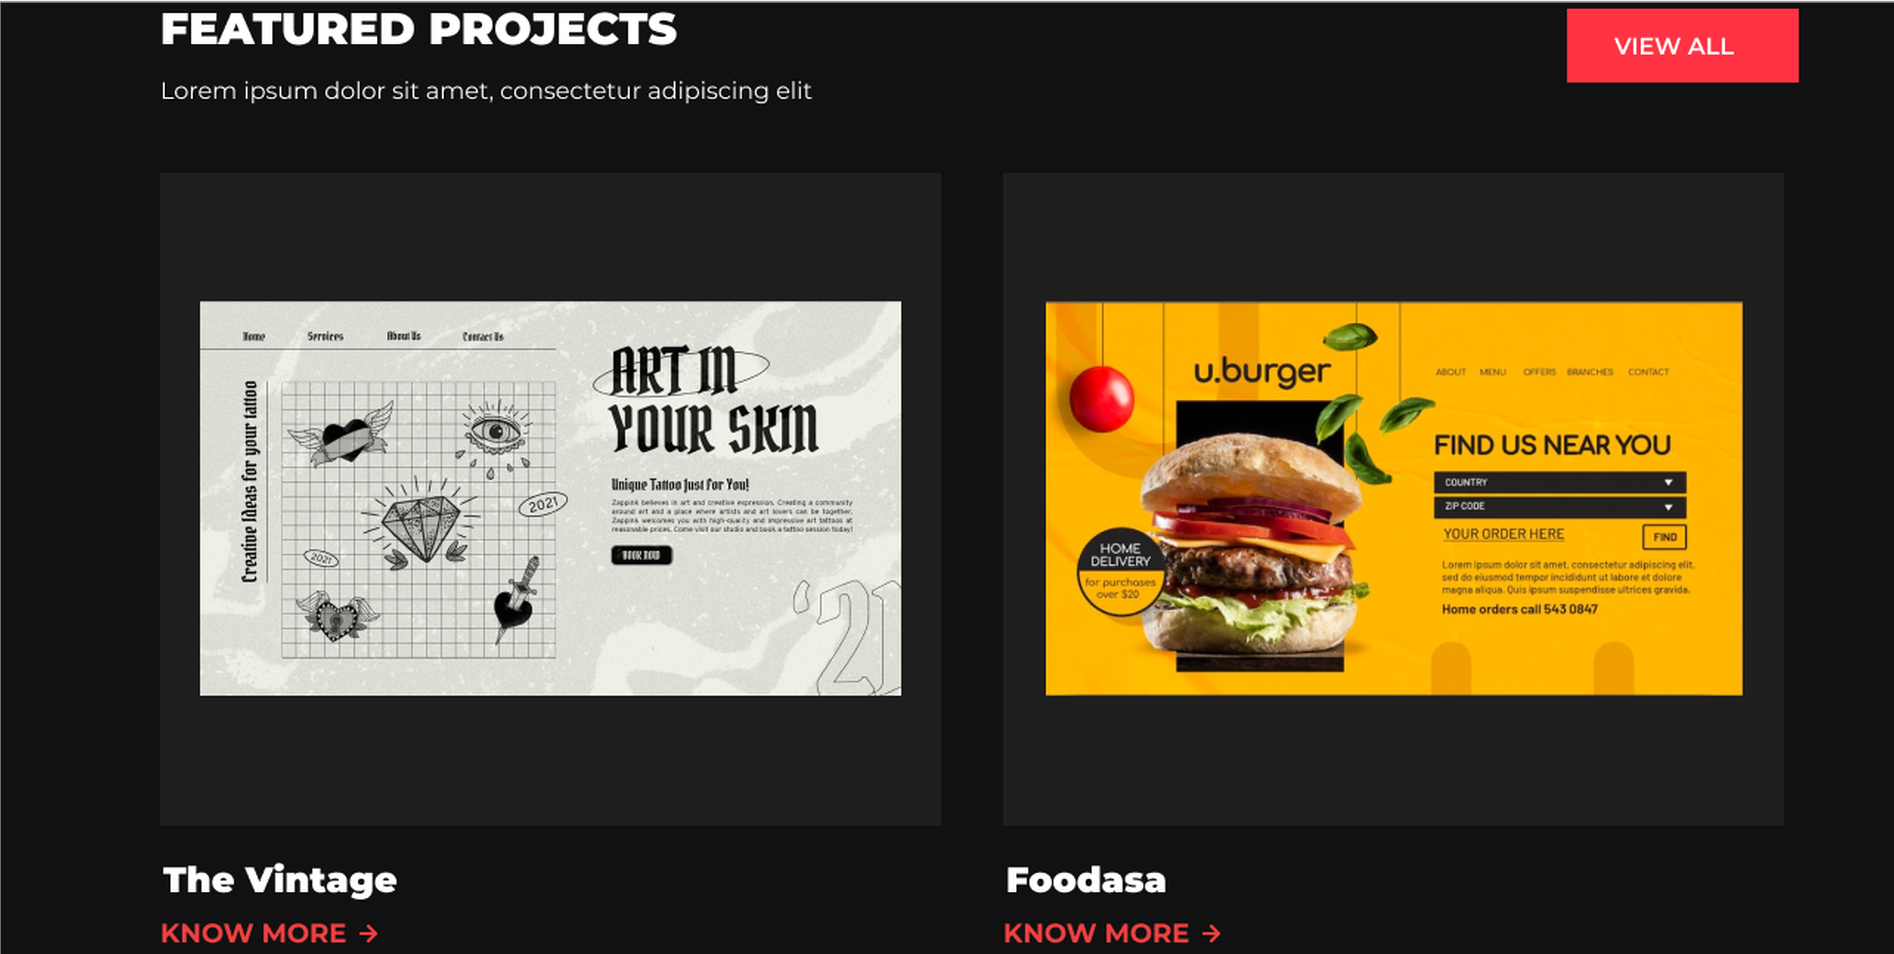 FEATURED PROJECTS
VIEW ALL
Lorem ipsum dolor sit amet, consectetur adipiscing elit
Home Services About Us Contact Us
Creative Ideas for your tattoo
2021
2021
ART IN
YOUR SKIN
Unique Tattoo Just For You!
Zappink believes in art and creative expression. Creating a community
around art and a place where artists and art lovers can be together.
Zappink welcomes you with high-quality and impressive art tattoos at
reasonable prices. Come visit our studio and book a tattoo session today!
BOOK NOW
'21
u.burger
ABOUT MENU OFFERS BRANCHES CONTACT
FIND US NEAR YOU
COUNTRY
ZIP CODE
YOUR ORDER HERE
FIND
HOME
DELIVERY
for purchases
over $20
Lorem ipsum dolor sit amet, consectetur adipiscing elit,
sed do eiusmod tempor incididunt ut labore et dolore
magna aliqua. Quis ipsum suspendisse ultrices gravida.
Home orders call 543 0847
The Vintage
KNOW MORE →
Foodasa
KNOW MORE →